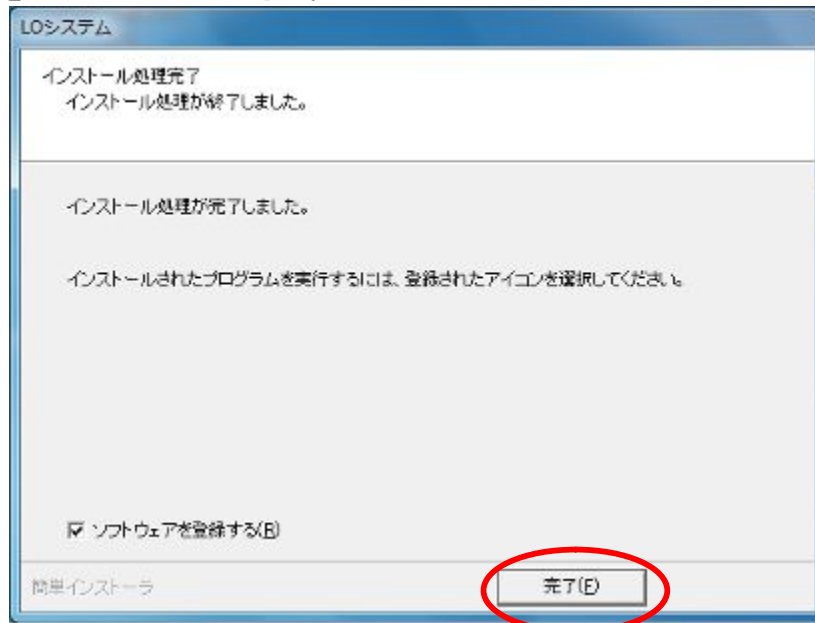 LOシステム
インストール処理完了
インストール処理が終了しました。
インストール処理が完了しました。
インストールされたプログラムを実行するには、登録されたアイコンを選択してください。
ソフトウェアを登録する(R)
簡単インストーラ
完了(F)